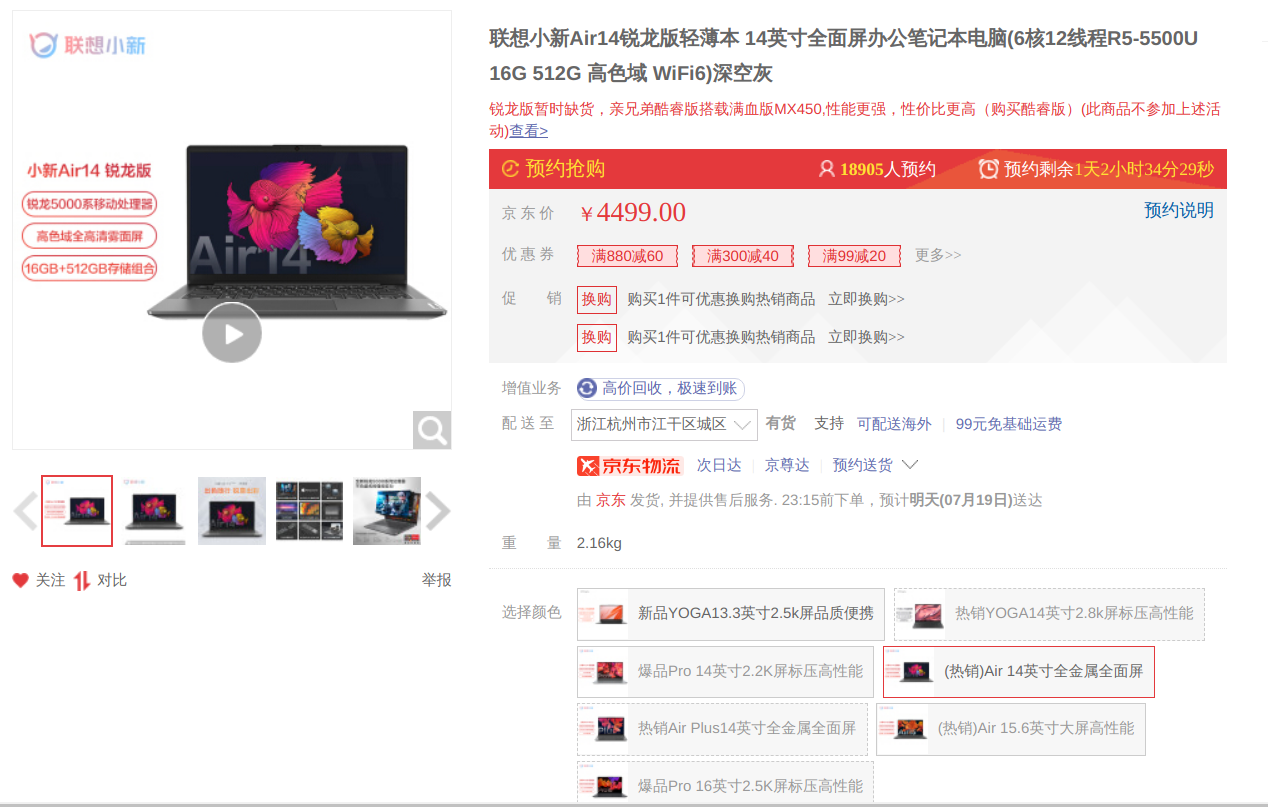 联想小新
小新Air14 锐龙版
锐龙5000系移动处理器
高色域全高清雾面屏
16GB+512GB存储组合
Air14
关注
对比
举报
联想小新Air14锐龙版轻薄本 14英寸全面屏办公笔记本电脑(6核12线程R5-5500U
16G 512G 高色域 WiFi6)深空灰
锐龙版暂时缺货，亲兄弟酷睿版搭载满血版MX450,性能更强，性价比更高（购买酷睿版）(此商品不参加上述活
动)查看>
预约抢购 18905人预约 预约剩余1天2小时34分29秒
京东价 ￥4499.00 预约说明
优惠券 满880减60 满300减40 满99减20 更多>>
促销 换购 购买1件可优惠换购热销商品 立即换购>>
换购 购买1件可优惠换购热销商品 立即换购>>
增值业务 高价回收，极速到账
配送至 浙江杭州市江干区城区 有货 支持 可配送海外 99元免基础运费
京东物流 次日达 京尊达 预约送货
由 京东 发货, 并提供售后服务. 23:15前下单，预计明天(07月19日)送达
重量 2.16kg
选择颜色 新品YOGA13.3英寸2.5k屏品质便携 热销YOGA14英寸2.8k屏标压高性能
爆品Pro 14英寸2.2K屏标压高性能 (热销)Air 14英寸全金属全面屏
热销Air Plus14英寸全金属全面屏 (热销)Air 15.6英寸大屏高性能
爆品Pro 16英寸2.5K屏标压高性能